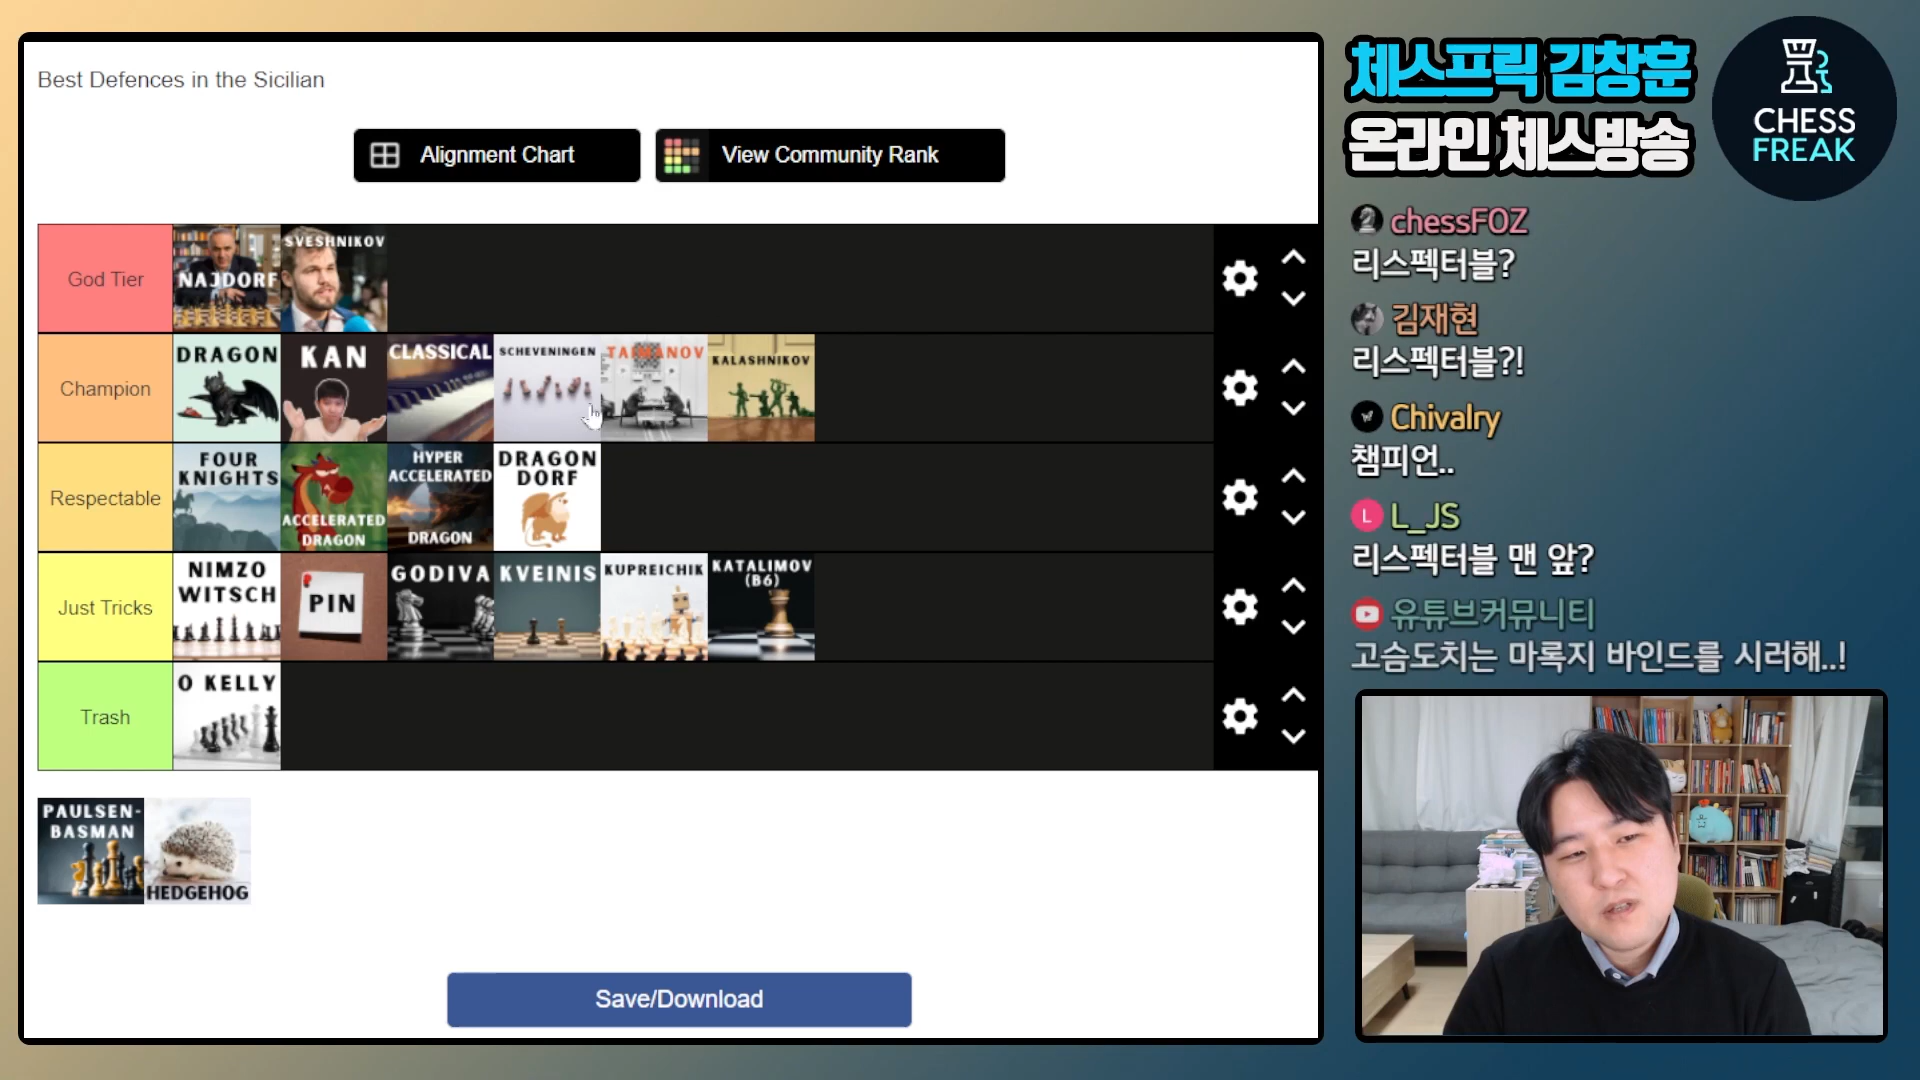 Best Defences in the Sicilian
Alignment Chart
View Community Rank
God Tier
NAJDORF
SVESHNIKOV
Champion
DRAGON
KAN
CLASSICAL
SCHEVENINGEN
TAIMANOV
KALASHNIKOV
Respectable
FOUR
KNIGHTS
ACCELERATED
DRAGON
HYPER
ACCELERATED
DRAGON
DRAGON
DORF
Just Tricks
NIMZO
WITSCH
PIN
GODIVA
KVEINIS
KUPREICHIK
KATALIMOV
(B6)
Trash
O KELLY
PAULSEN-
BASMAN
HEDGEHOG
Save/Download
체스프릭 김창훈
온라인 체스방송
CHESS
FREAK
chessFOZ
리스펙터블?
김재현
리스펙터블?!
Chivalry
챔피언..
L L_JS
리스펙터블 맨 앞?
유튜브커뮤니티
고슴도치는 마록지 바인드를 시러해..!